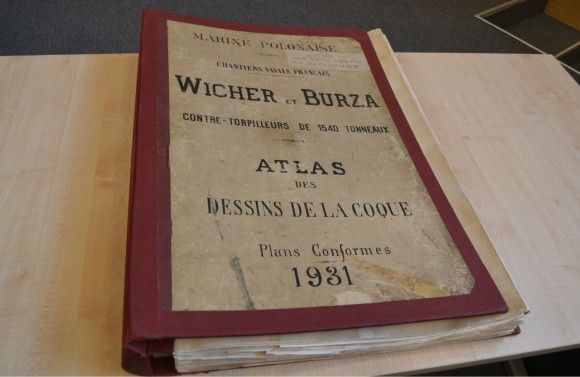 MARINE POLONAISE
CHANTIERS NAVALS FRANÇAIS
WICHER ET BURZA
CONTRE-TORPILLEURS DE 1540 TONNEAUX
ATLAS
DES
DESSINS DE LA COQUE
Plans Conformes
1931